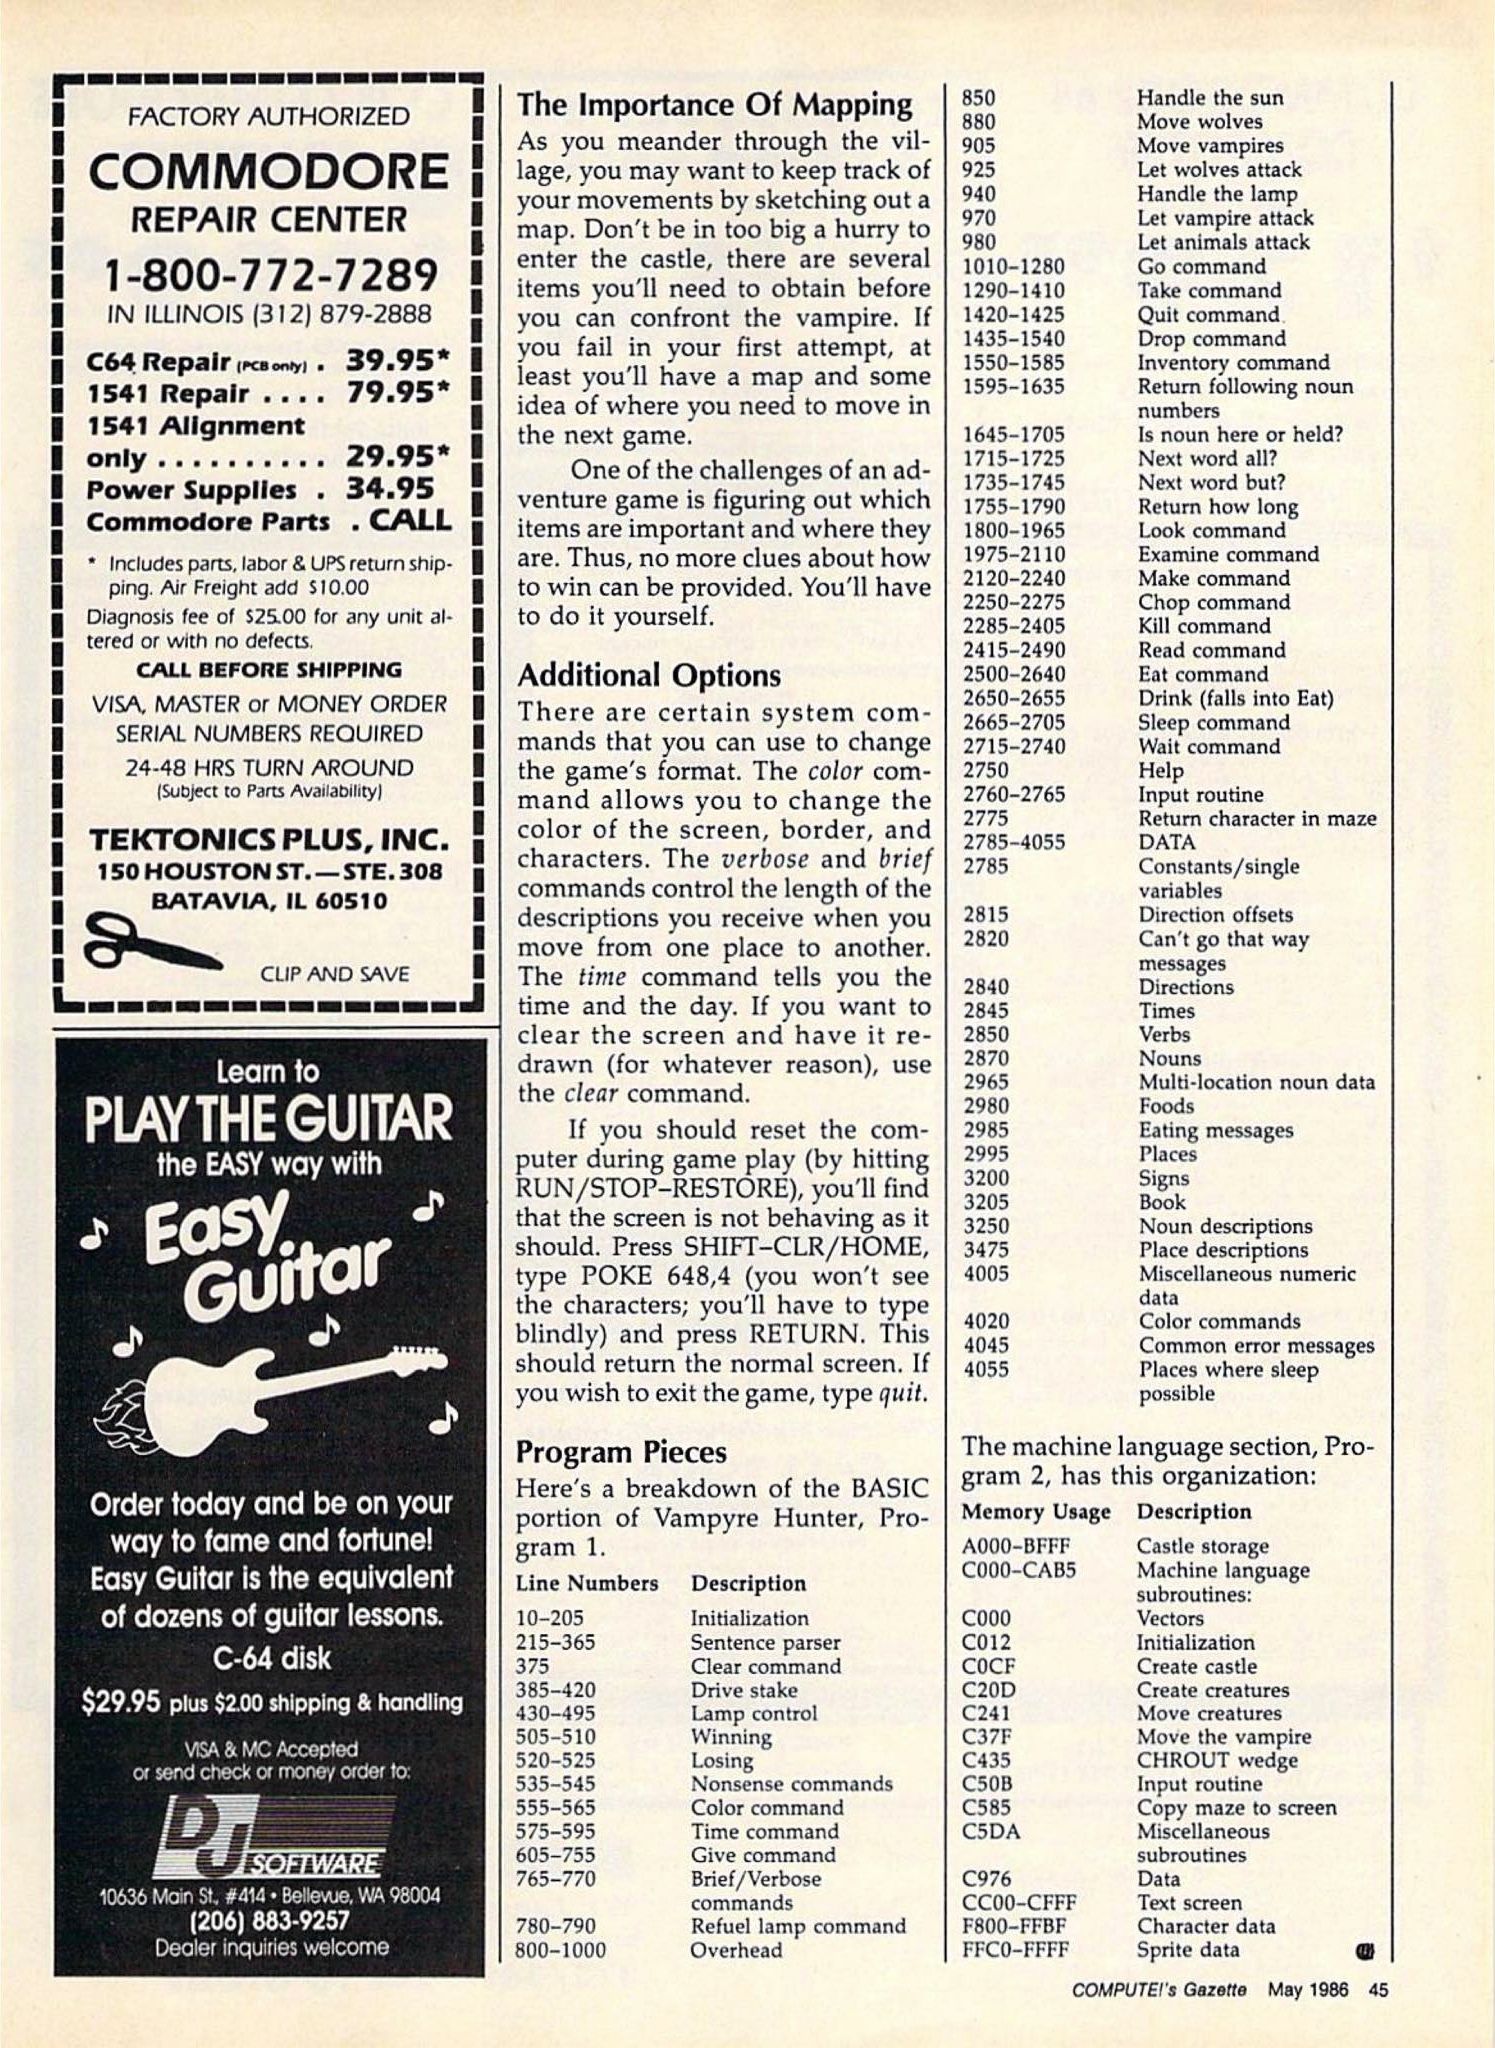 FACTORY AUTHORIZED
COMMODORE
REPAIR CENTER
1-800-772-7289
IN ILLINOIS (312) 879-2888
C64 Repair (PCB only) . 39.95*
1541 Repair . . . . 79.95*
1541 Alignment
only . . . . . . . . . . 29.95*
Power Supplies . 34.95
Commodore Parts . CALL
* Includes parts, labor & UPS return ship-
ping. Air Freight add $10.00
Diagnosis fee of $25.00 for any unit al-
tered or with no defects.
CALL BEFORE SHIPPING
VISA, MASTER or MONEY ORDER
SERIAL NUMBERS REQUIRED
24-48 HRS TURN AROUND
(Subject to Parts Availability)
TEKTONICS PLUS, INC.
150 HOUSTON ST.—STE. 308
BATAVIA, IL 60510
CLIP AND SAVE
Learn to
PLAY THE GUITAR
the EASY way with
Easy
Guitar
Order today and be on your
way to fame and fortune!
Easy Guitar is the equivalent
of dozens of guitar lessons.
C-64 disk
$29.95 plus $2.00 shipping & handling
VISA & MC Accepted
or send check or money order to:
DJ SOFTWARE
10636 Main St., #414 • Bellevue, WA 98004
(206) 883-9257
Dealer inquiries welcome
The Importance Of Mapping
As you meander through the vil-
lage, you may want to keep track of
your movements by sketching out a
map. Don't be in too big a hurry to
enter the castle, there are several
items you'll need to obtain before
you can confront the vampire. If
you fail in your first attempt, at
least you'll have a map and some
idea of where you need to move in
the next game.
One of the challenges of an ad-
venture game is figuring out which
items are important and where they
are. Thus, no more clues about how
to win can be provided. You'll have
to do it yourself.
Additional Options
There are certain system com-
mands that you can use to change
the game's format. The color com-
mand allows you to change the
color of the screen, border, and
characters. The verbose and brief
commands control the length of the
descriptions you receive when you
move from one place to another.
The time command tells you the
time and the day. If you want to
clear the screen and have it re-
drawn (for whatever reason), use
the clear command.
If you should reset the com-
puter during game play (by hitting
RUN/STOP–RESTORE), you'll find
that the screen is not behaving as it
should. Press SHIFT–CLR/HOME,
type POKE 648,4 (you won't see
the characters; you'll have to type
blindly) and press RETURN. This
should return the normal screen. If
you wish to exit the game, type quit.
Program Pieces
Here's a breakdown of the BASIC
portion of Vampyre Hunter, Pro-
gram 1.
Line Numbers Description
10–205 Initialization
215–365 Sentence parser
375 Clear command
385–420 Drive stake
430–495 Lamp control
505–510 Winning
520–525 Losing
535–545 Nonsense commands
555–565 Color command
575–595 Time command
605–755 Give command
765–770 Brief/Verbose
commands
780–790 Refuel lamp command
800–1000 Overhead
850 Handle the sun
880 Move wolves
905 Move vampires
925 Let wolves attack
940 Handle the lamp
970 Let vampire attack
980 Let animals attack
1010–1280 Go command
1290–1410 Take command
1420–1425 Quit command
1435–1540 Drop command
1550–1585 Inventory command
1595–1635 Return following noun
numbers
1645–1705 Is noun here or held?
1715–1725 Next word all?
1735–1745 Next word but?
1755–1790 Return how long
1800–1965 Look command
1975–2110 Examine command
2120–2240 Make command
2250–2275 Chop command
2285–2405 Kill command
2415–2490 Read command
2500–2640 Eat command
2650–2655 Drink (falls into Eat)
2665–2705 Sleep command
2715–2740 Wait command
2750 Help
2760–2765 Input routine
2775 Return character in maze
2785–4055 DATA
2785 Constants/single
variables
2815 Direction offsets
2820 Can't go that way
messages
2840 Directions
2845 Times
2850 Verbs
2870 Nouns
2965 Multi-location noun data
2980 Foods
2985 Eating messages
2995 Places
3200 Signs
3205 Book
3250 Noun descriptions
3475 Place descriptions
4005 Miscellaneous numeric
data
4020 Color commands
4045 Common error messages
4055 Places where sleep
possible
The machine language section, Pro-
gram 2, has this organization:
Memory Usage Description
A000–BFFF Castle storage
C000–CAB5 Machine language
subroutines:
C000 Vectors
C012 Initialization
C0CF Create castle
C20D Create creatures
C241 Move creatures
C37F Move the vampire
C435 CHROUT wedge
C50B Input routine
C585 Copy maze to screen
C5DA Miscellaneous
subroutines
C976 Data
CC00–CFFF Text screen
F800–FFBF Character data
FFC0–FFFF Sprite data
COMPUTE!'s Gazette May 1986 45